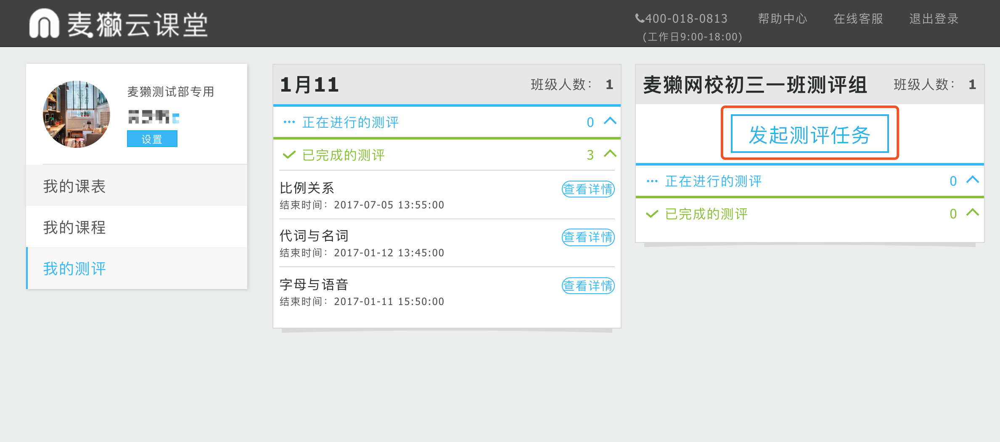 麦獭云课堂
400-018-0813
(工作日9:00-18:00)
帮助中心
在线客服
退出登录
麦獭测试部专用
设置
我的课表
我的课程
我的测评
1月11
班级人数： 1
正在进行的测评 0
已完成的测评 3
比例关系
查看详情
结束时间：2017-07-05 13:55:00
代词与名词
查看详情
结束时间：2017-01-12 13:45:00
字母与语音
查看详情
结束时间：2017-01-11 15:50:00
麦獭网校初三一班测评组
班级人数： 1
发起测评任务
正在进行的测评 0
已完成的测评 0